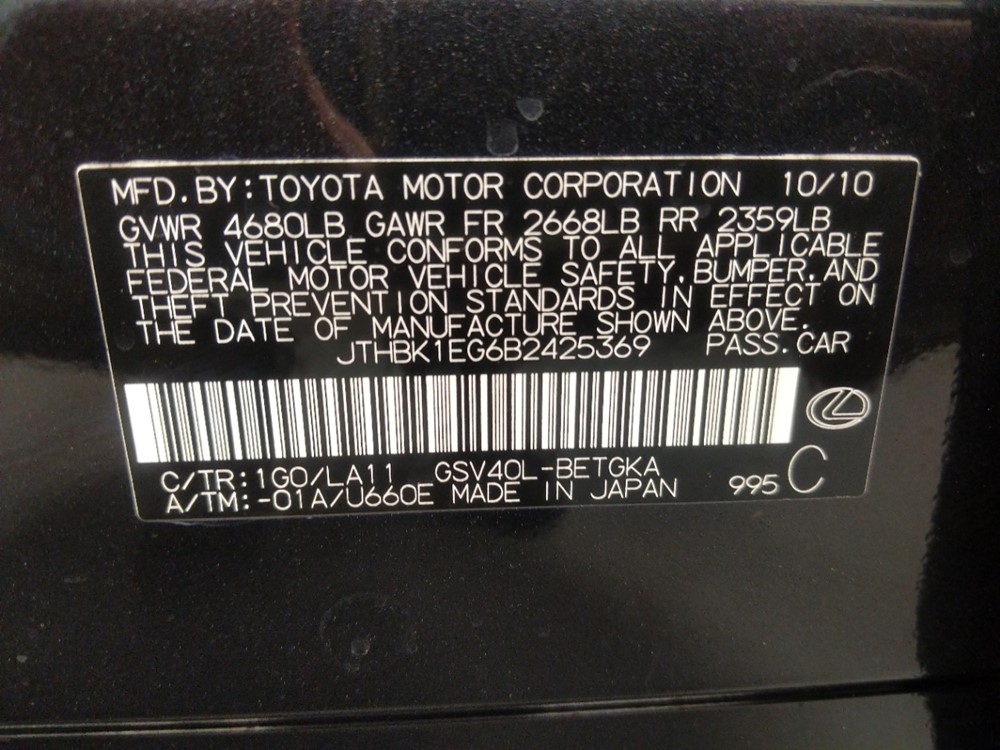 MFD. BY: TOYOTA MOTOR CORPORATION 10/10
GVWR 4680LB GAWR FR 2668LB RR 2359LB
THIS VEHICLE CONFORMS TO ALL APPLICABLE
FEDERAL MOTOR VEHICLE SAFETY, BUMPER, AND
THEFT PREVENTION STANDARDS IN EFFECT ON
THE DATE OF MANUFACTURE SHOWN ABOVE.
JTHBK1EG6B2425369 PASS. CAR
C/TR: 1G0/LA11 GSV40L-BETGKA
A/TM: -01A/U660E MADE IN JAPAN 995 C